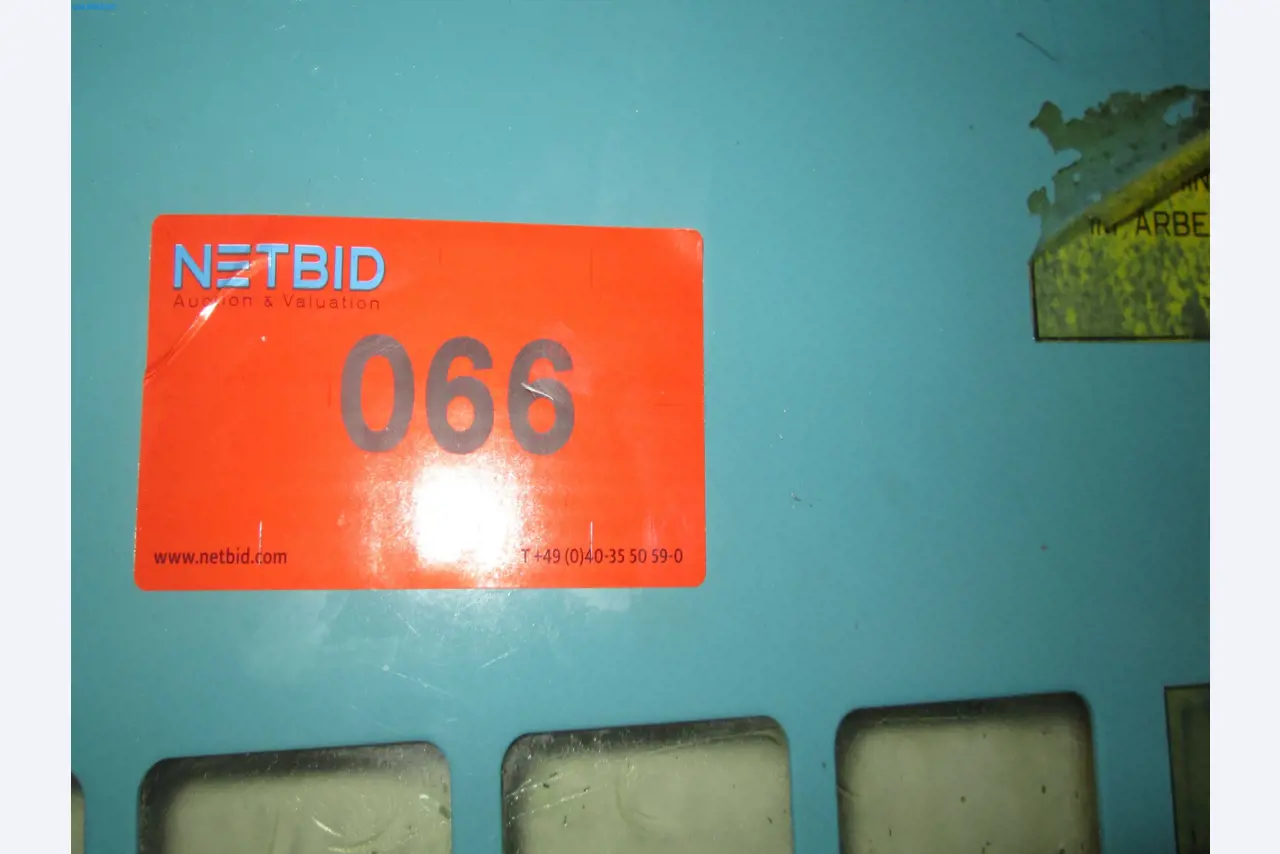 NETBID
Auction & Valuation
066
www.netbid.com
T +49 (0)40-35 50 59-0
ARBE